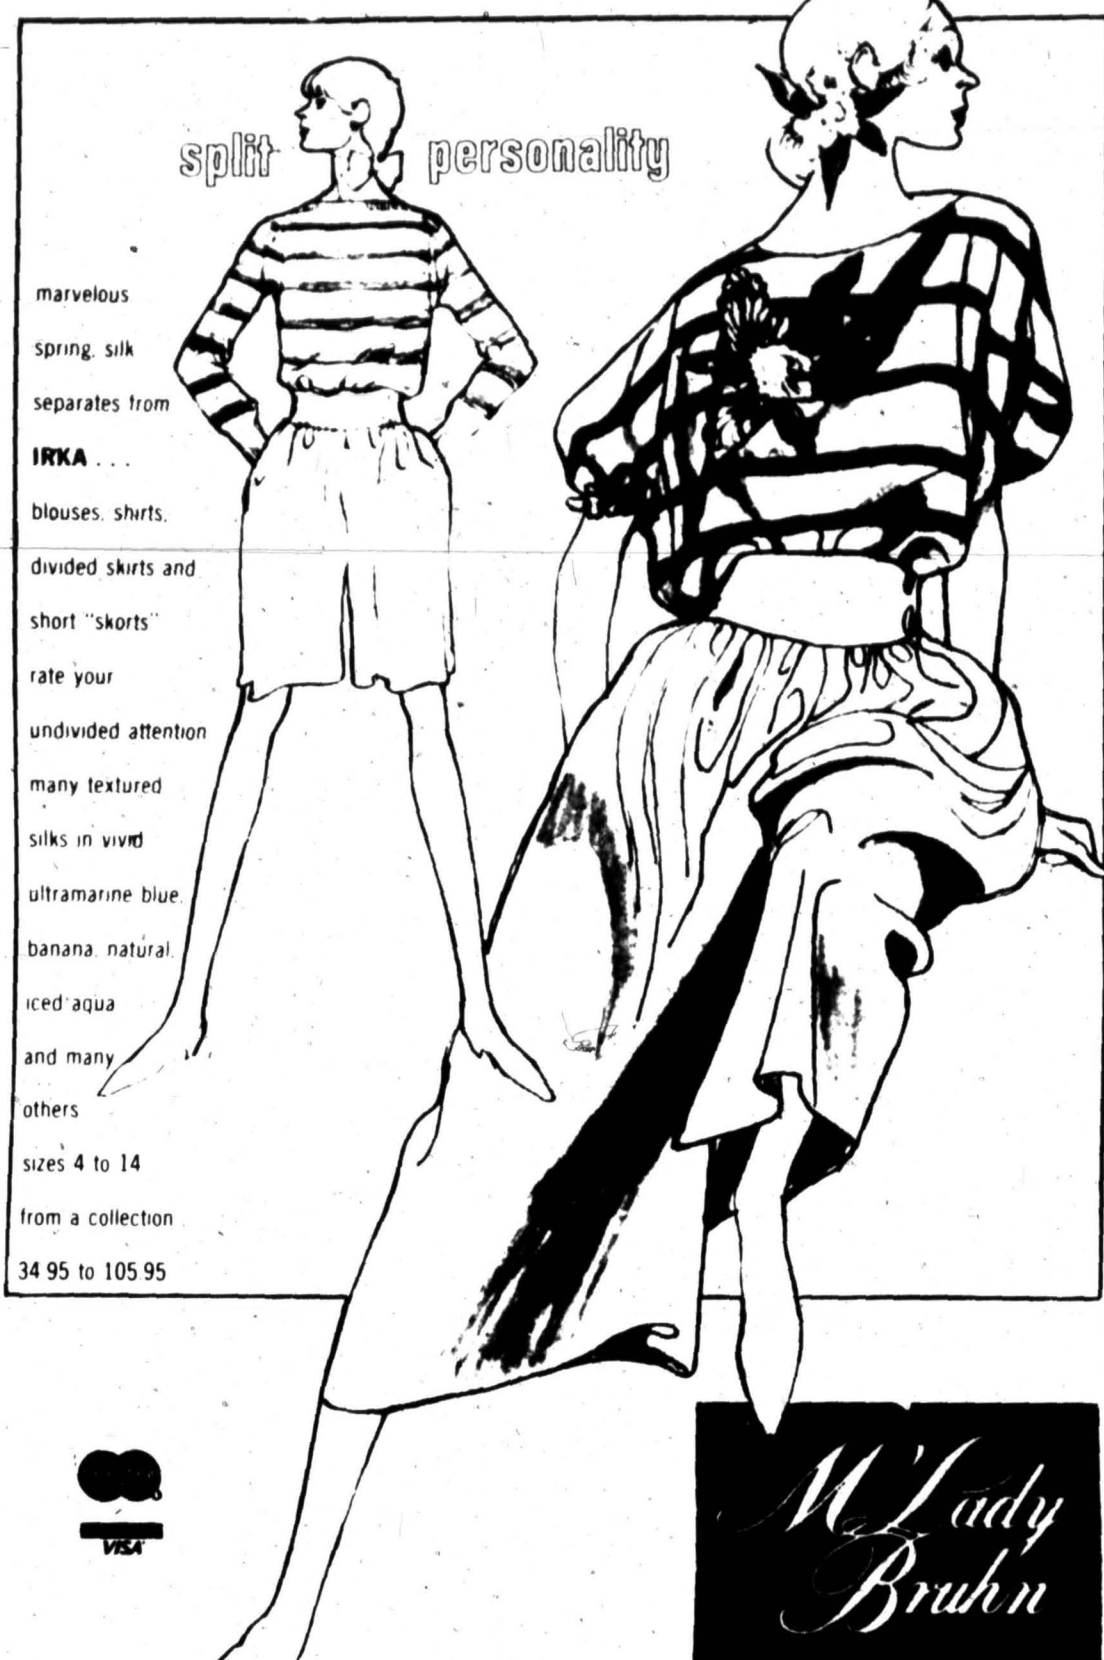 split personality
marvelous
spring, silk
separates from
IRKA . . .
blouses, shirts,
divided skirts and
short "skorts"
rate your
undivided attention
many textured
silks in vivid
ultramarine blue,
banana, natural,
iced aqua
and many
others
sizes 4 to 14
from a collection
34.95 to 105.95
VISA
M'Lady
Bruhn